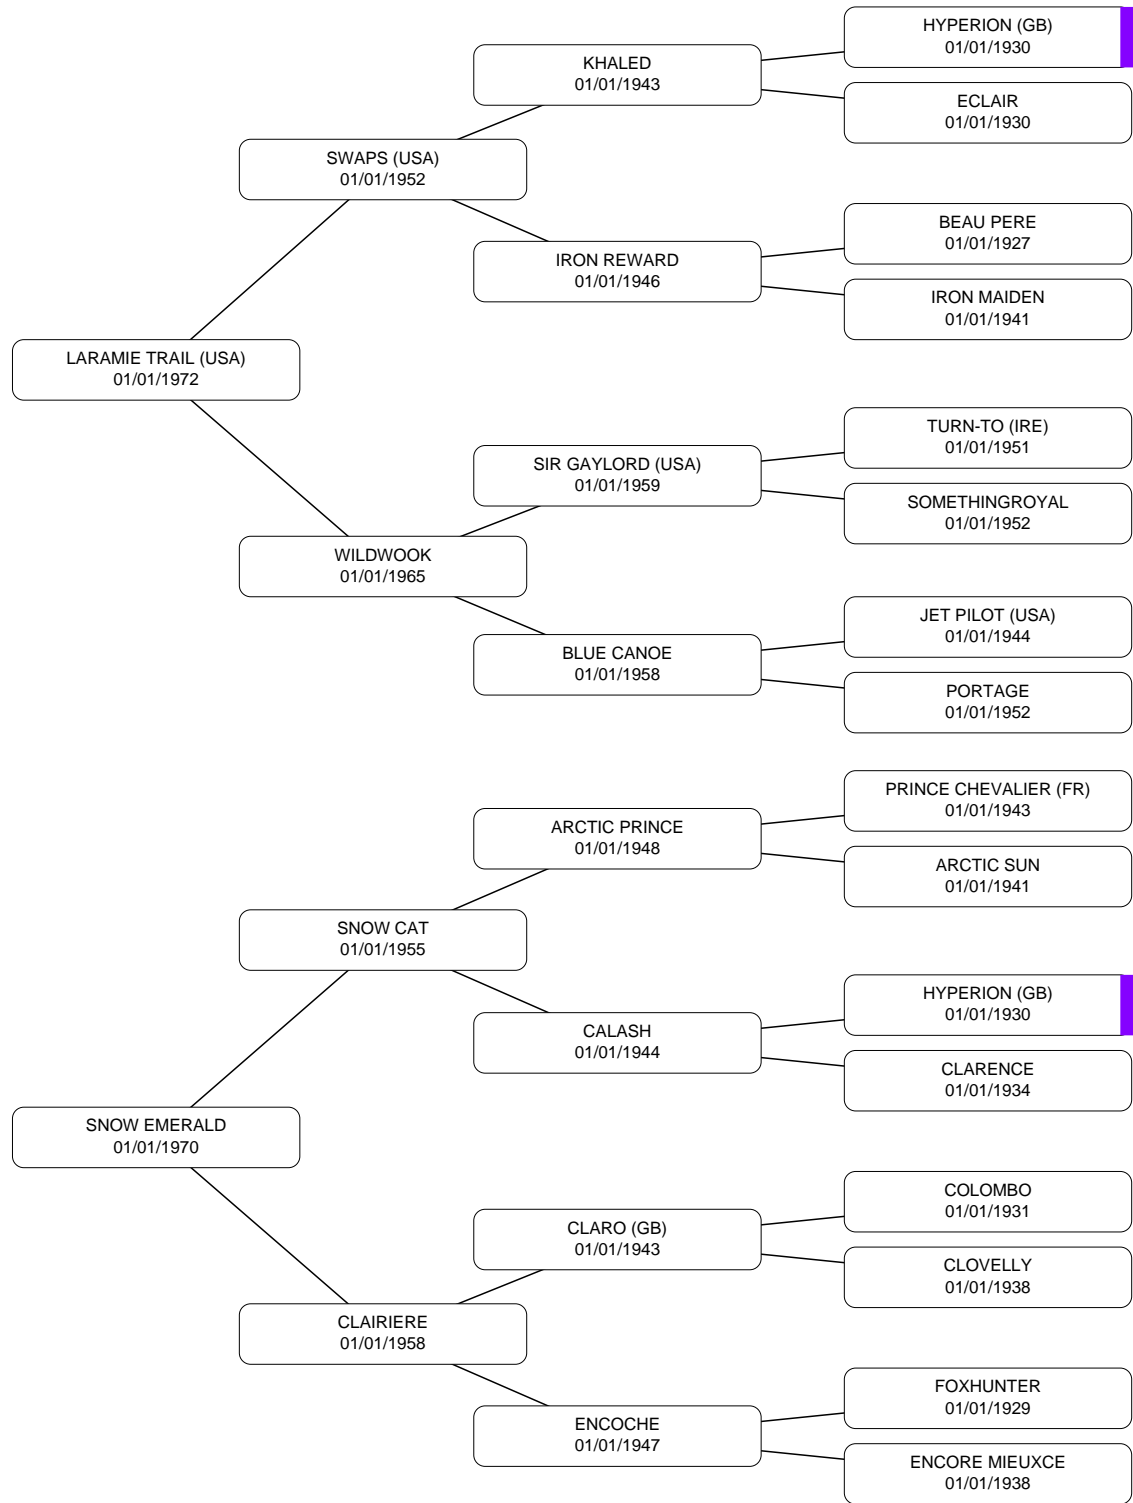 HYPERION (GB)
01/01/1930
KHALED
01/01/1943
ECLAIR
01/01/1930
SWAPS (USA)
01/01/1952
BEAU PERE
01/01/1927
IRON REWARD
01/01/1946
IRON MAIDEN
01/01/1941
LARAMIE TRAIL (USA)
01/01/1972
TURN-TO (IRE)
01/01/1951
SIR GAYLORD (USA)
01/01/1959
SOMETHINGROYAL
01/01/1952
WILDWOOK
01/01/1965
JET PILOT (USA)
01/01/1944
BLUE CANOE
01/01/1958
PORTAGE
01/01/1952
PRINCE CHEVALIER (FR)
01/01/1943
ARCTIC PRINCE
01/01/1948
ARCTIC SUN
01/01/1941
SNOW CAT
01/01/1955
HYPERION (GB)
01/01/1930
CALASH
01/01/1944
CLARENCE
01/01/1934
SNOW EMERALD
01/01/1970
COLOMBO
01/01/1931
CLARO (GB)
01/01/1943
CLOVELLY
01/01/1938
CLAIRIERE
01/01/1958
FOXHUNTER
01/01/1929
ENCOCHE
01/01/1947
ENCORE MIEUXCE
01/01/1938